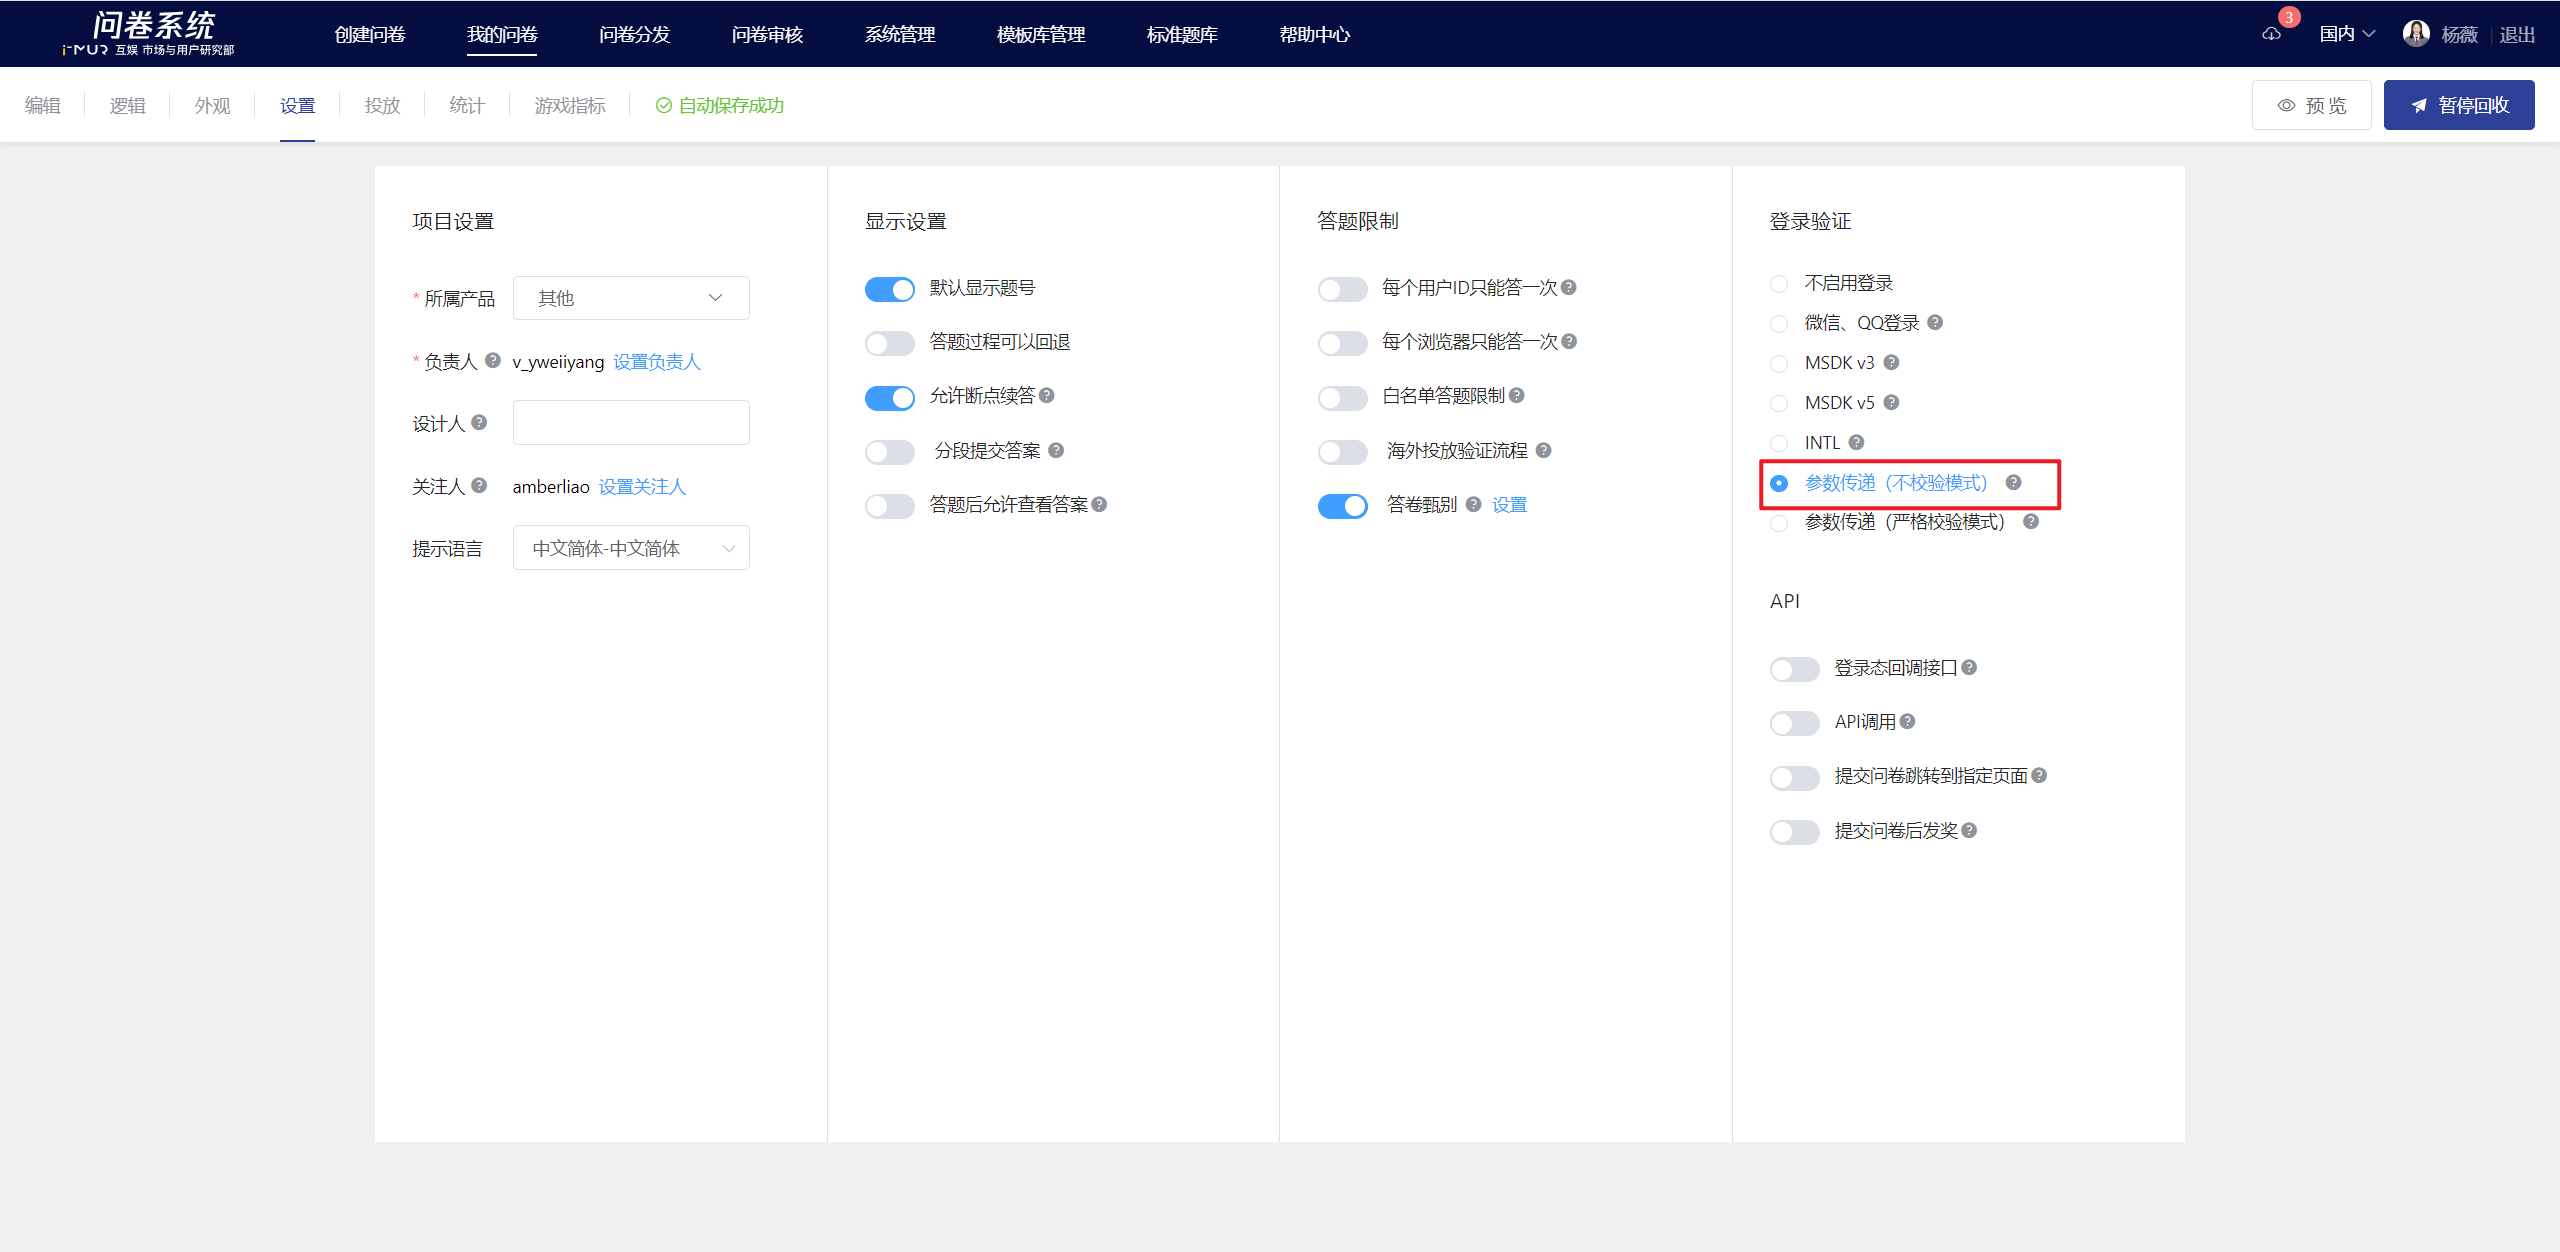 问卷系统
i-MUR 互娱 市场与用户研究部
创建问卷
我的问卷
问卷分发
问卷审核
系统管理
模板库管理
标准题库
帮助中心
3
国内
杨薇
退出
编辑
逻辑
外观
设置
投放
统计
游戏指标
自动保存成功
预 览
暂停回收
项目设置
* 所属产品 其他
* 负责人 ? v_yweiiyang 设置负责人
设计人 ?
关注人 ? amberliao 设置关注人
提示语言 中文简体-中文简体
显示设置
默认显示题号
答题过程可以回退
允许断点续答 ?
分段提交答案 ?
答题后允许查看答案 ?
答题限制
每个用户ID只能答一次 ?
每个浏览器只能答一次 ?
白名单答题限制 ?
海外投放验证流程 ?
答卷甄别 ? 设置
登录验证
不启用登录
微信、QQ登录 ?
MSDK v3 ?
MSDK v5 ?
INTL ?
参数传递（不校验模式） ?
参数传递（严格校验模式） ?
API
登录态回调接口 ?
API调用 ?
提交问卷跳转到指定页面 ?
提交问卷后发奖 ?